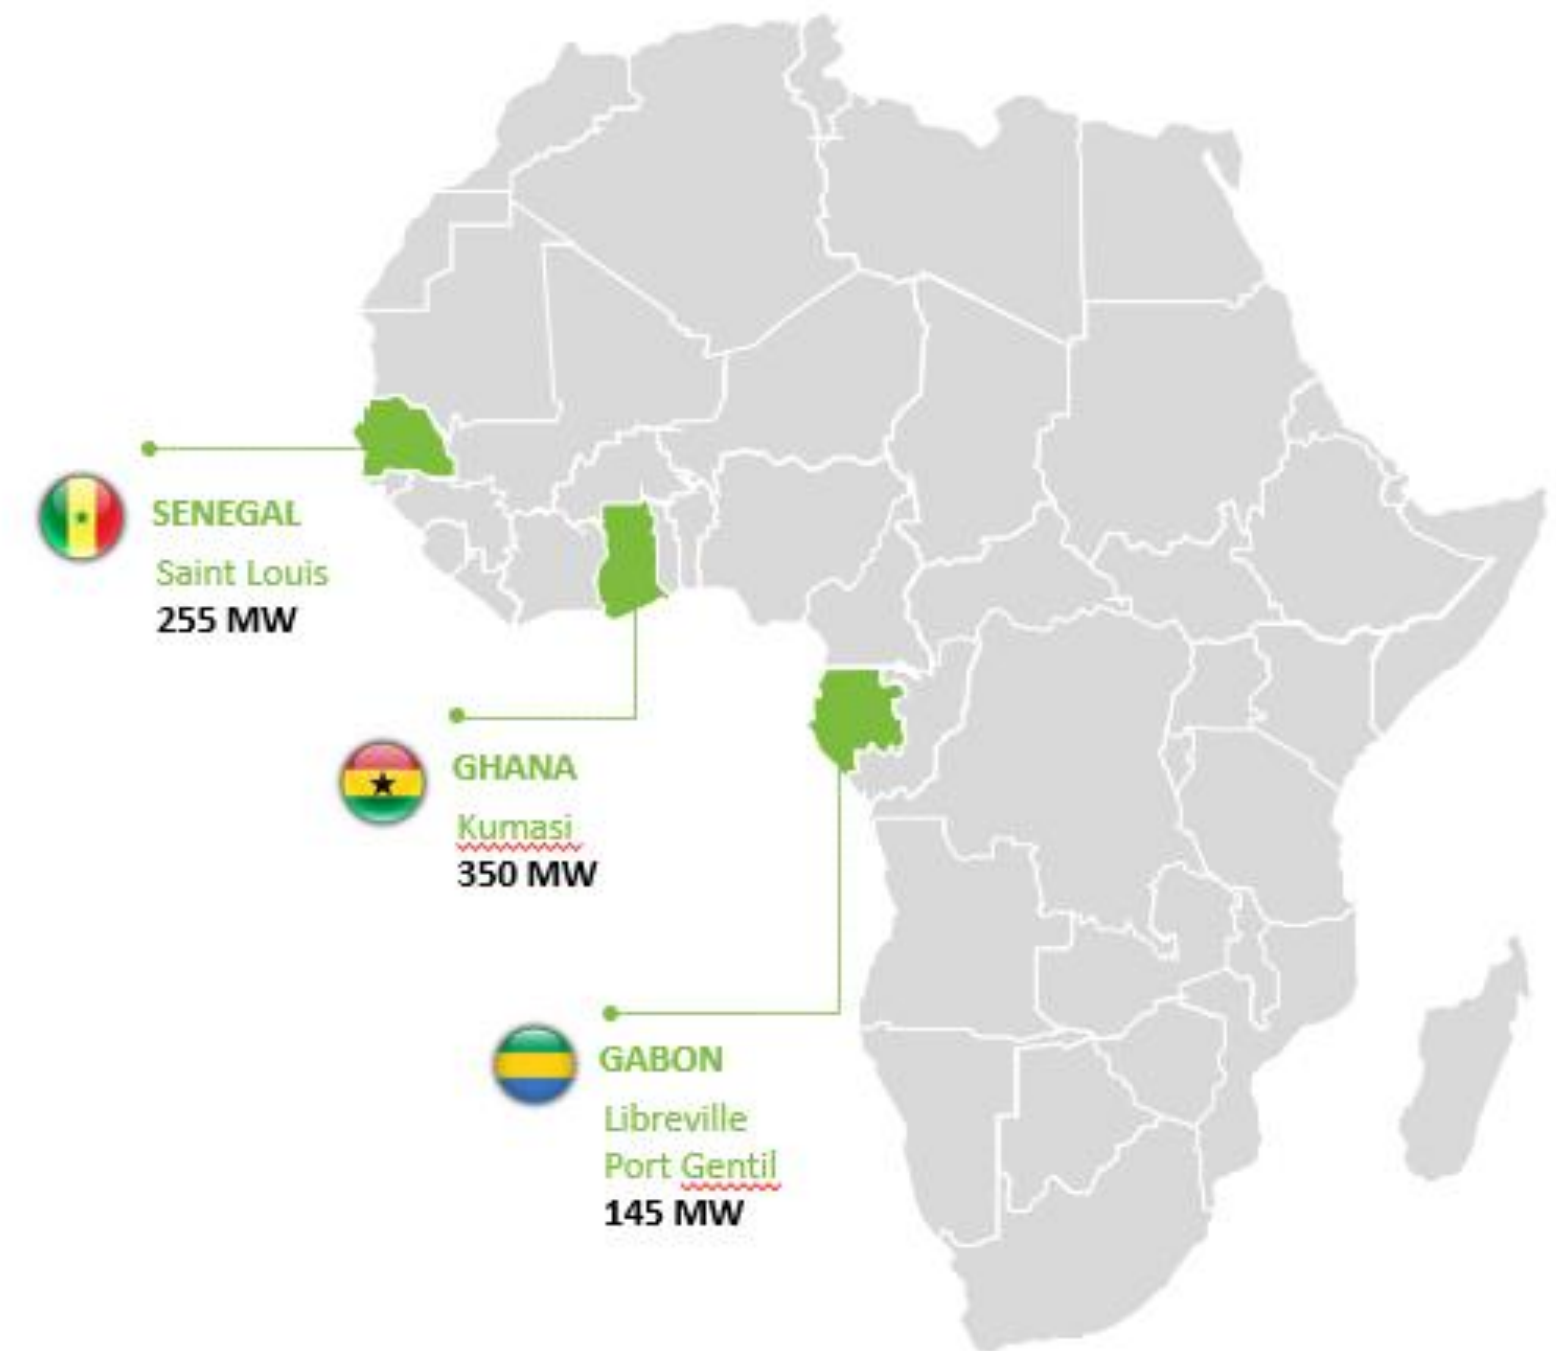 SENEGAL
Saint Louis
255 MW
GHANA
Kumasi
350 MW
GABON
Libreville
Port Gentil
145 MW